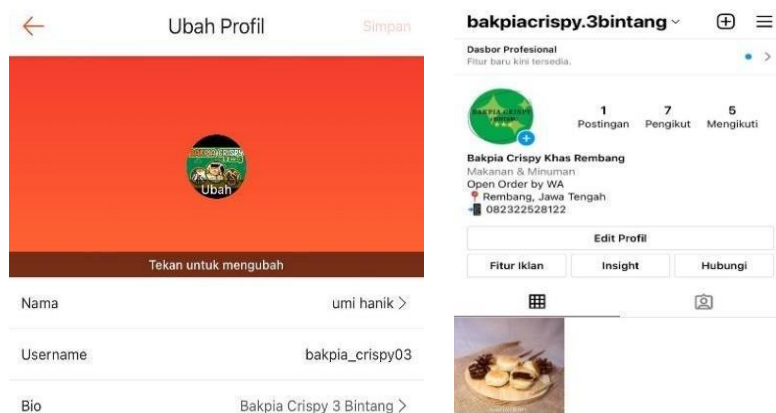 Ubah Profil
Simpan
Ubah
Tekan untuk mengubah
Nama
umi hanik >
Username
bakpia_crispy03
Bio
Bakpia Crispy 3 Bintang >
bakpiacrispy.3bintang
Dasbor Profesional
Fitur baru kini tersedia.
BAKPIA CRISPY
1 7 5
Postingan Pengikut Mengikuti
Bakpia Crispy Khas Rembang
Makanan & Minuman
Open Order by WA
Rembang, Jawa Tengah
082322528122
Edit Profil
Fitur Iklan Insight Hubungi